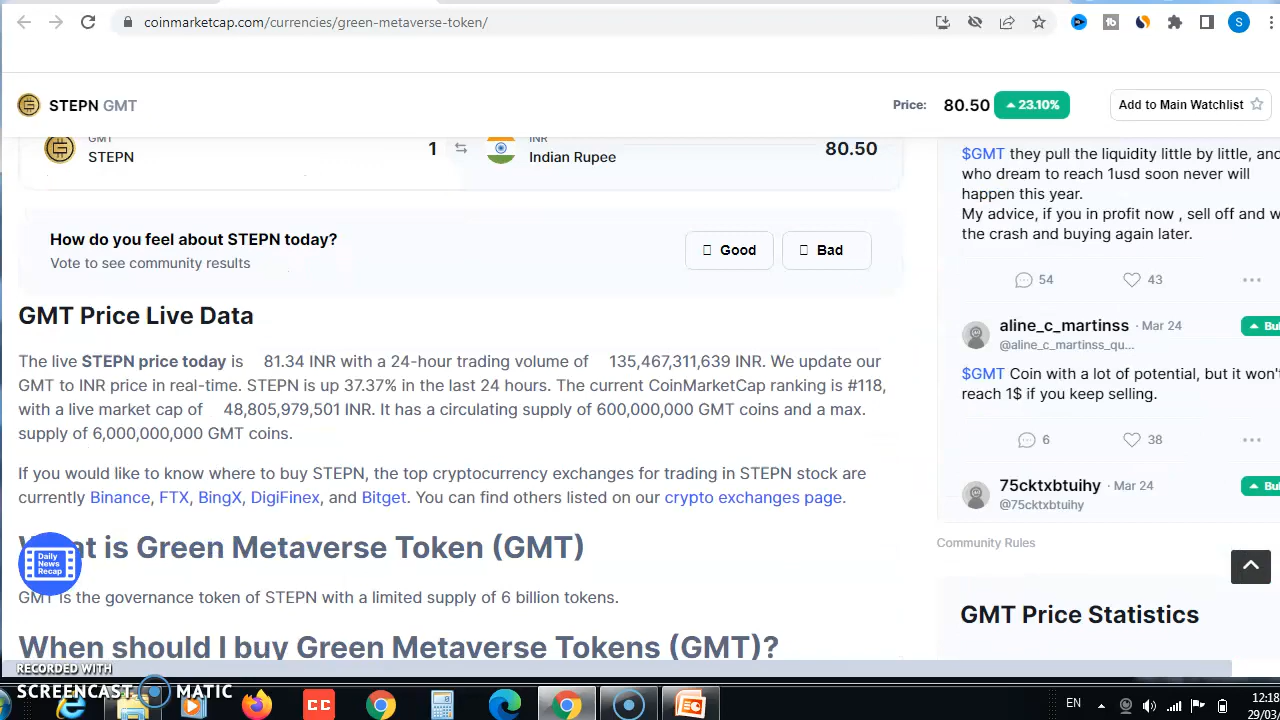 coinmarketcap.com/currencies/green-metaverse-token/
S
STEPN GMT
Price: 80.50 23.10%
Add to Main Watchlist
GMT
STEPN
1
INR
Indian Rupee
80.50
How do you feel about STEPN today?
Vote to see community results
Good
Bad
GMT Price Live Data
The live STEPN price today is 81.34 INR with a 24-hour trading volume of 135,467,311,639 INR. We update our
GMT to INR price in real-time. STEPN is up 37.37% in the last 24 hours. The current CoinMarketCap ranking is #118,
with a live market cap of 48,805,979,501 INR. It has a circulating supply of 600,000,000 GMT coins and a max.
supply of 6,000,000,000 GMT coins.
If you would like to know where to buy STEPN, the top cryptocurrency exchanges for trading in STEPN stock are
currently Binance, FTX, BingX, DigiFinex, and Bitget. You can find others listed on our crypto exchanges page.
is Green Metaverse Token (GMT)
Daily
News
Recap
GMT is the governance token of STEPN with a limited supply of 6 billion tokens.
When should I buy Green Metaverse Tokens (GMT)?
$GMT they pull the liquidity little by little, and
who dream to reach 1usd soon never will
happen this year.
My advice, if you in profit now , sell off and
the crash and buying again later.
54
43
aline_c_martinss · Mar 24
@aline_c_martinss_qu...
$GMT Coin with a lot of potential, but it won't
reach 1$ if you keep selling.
6
38
75cktxbtuihy · Mar 24
@75cktxbtuihy
Community Rules
GMT Price Statistics
RECORDED WITH
SCREENCAST MATIC
CC
EN
12:18
29/03